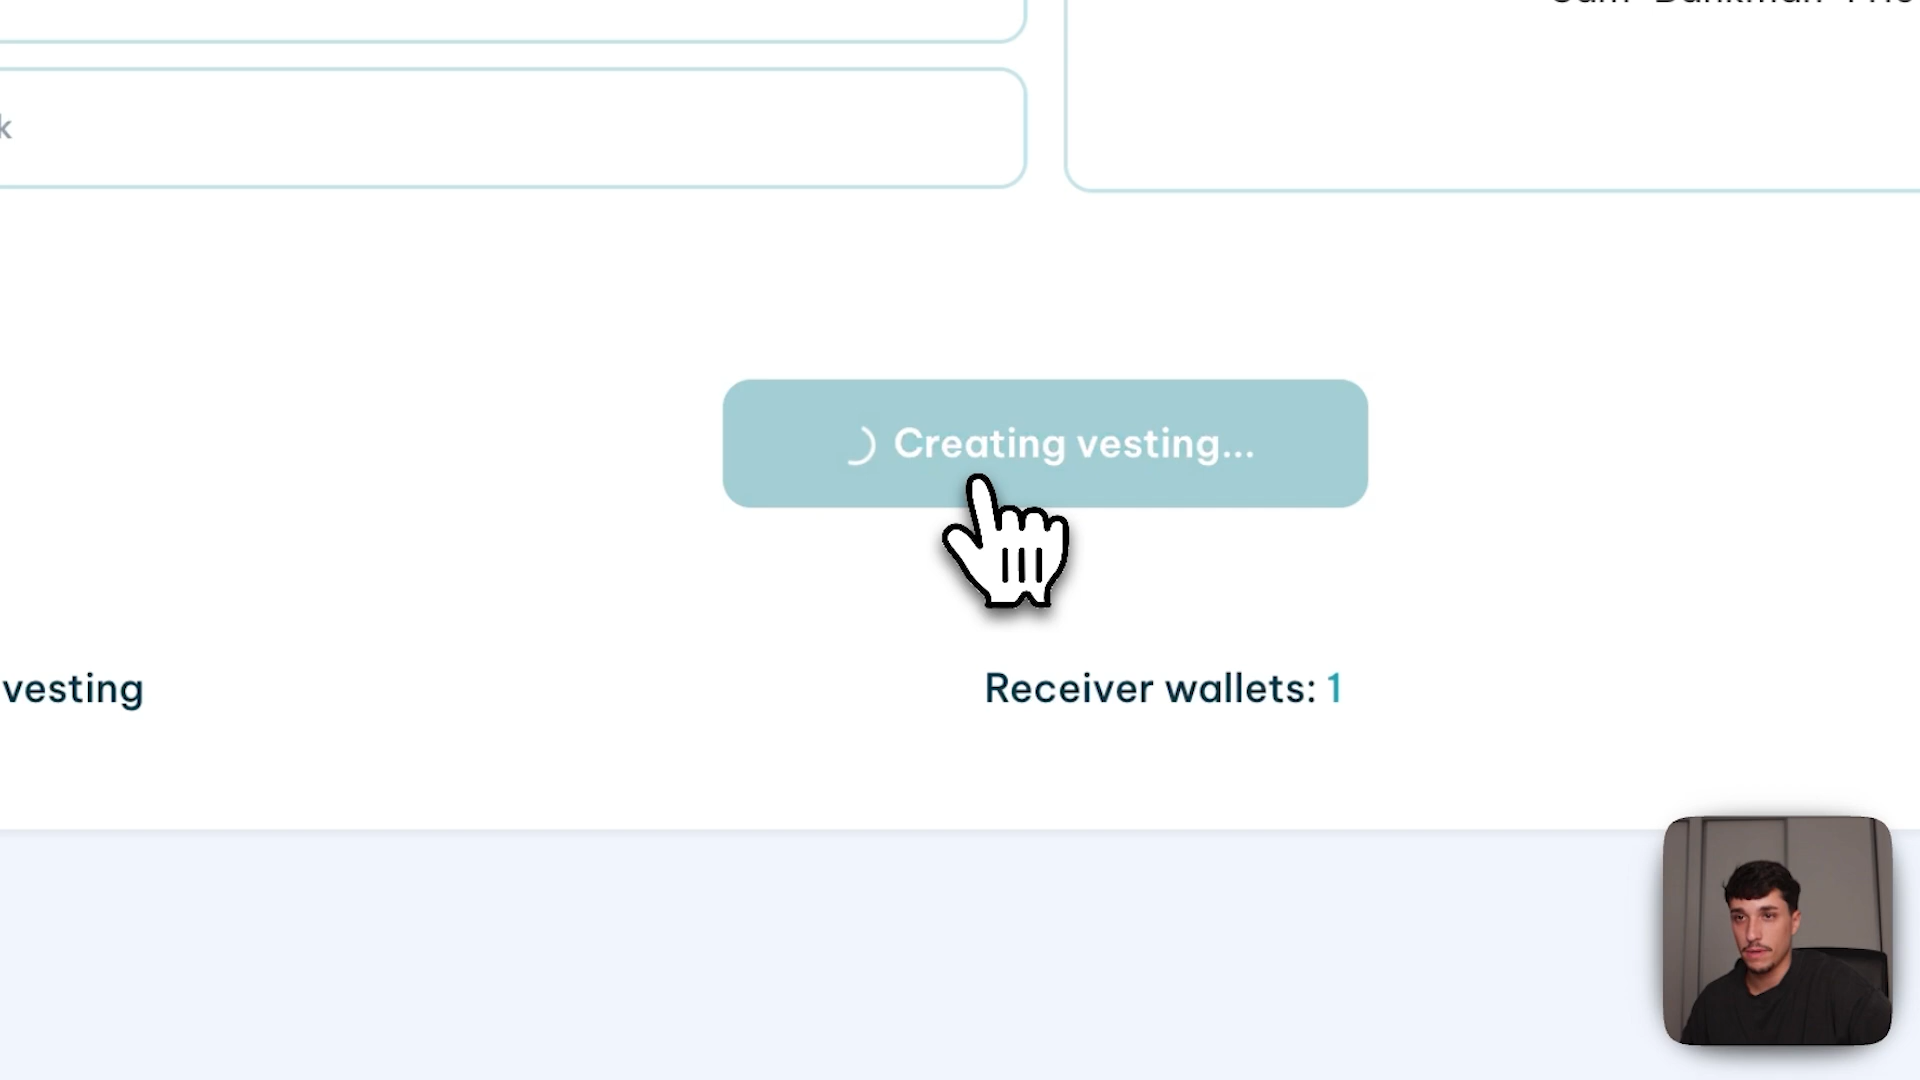 k
Creating vesting...
vesting
Receiver wallets: 1